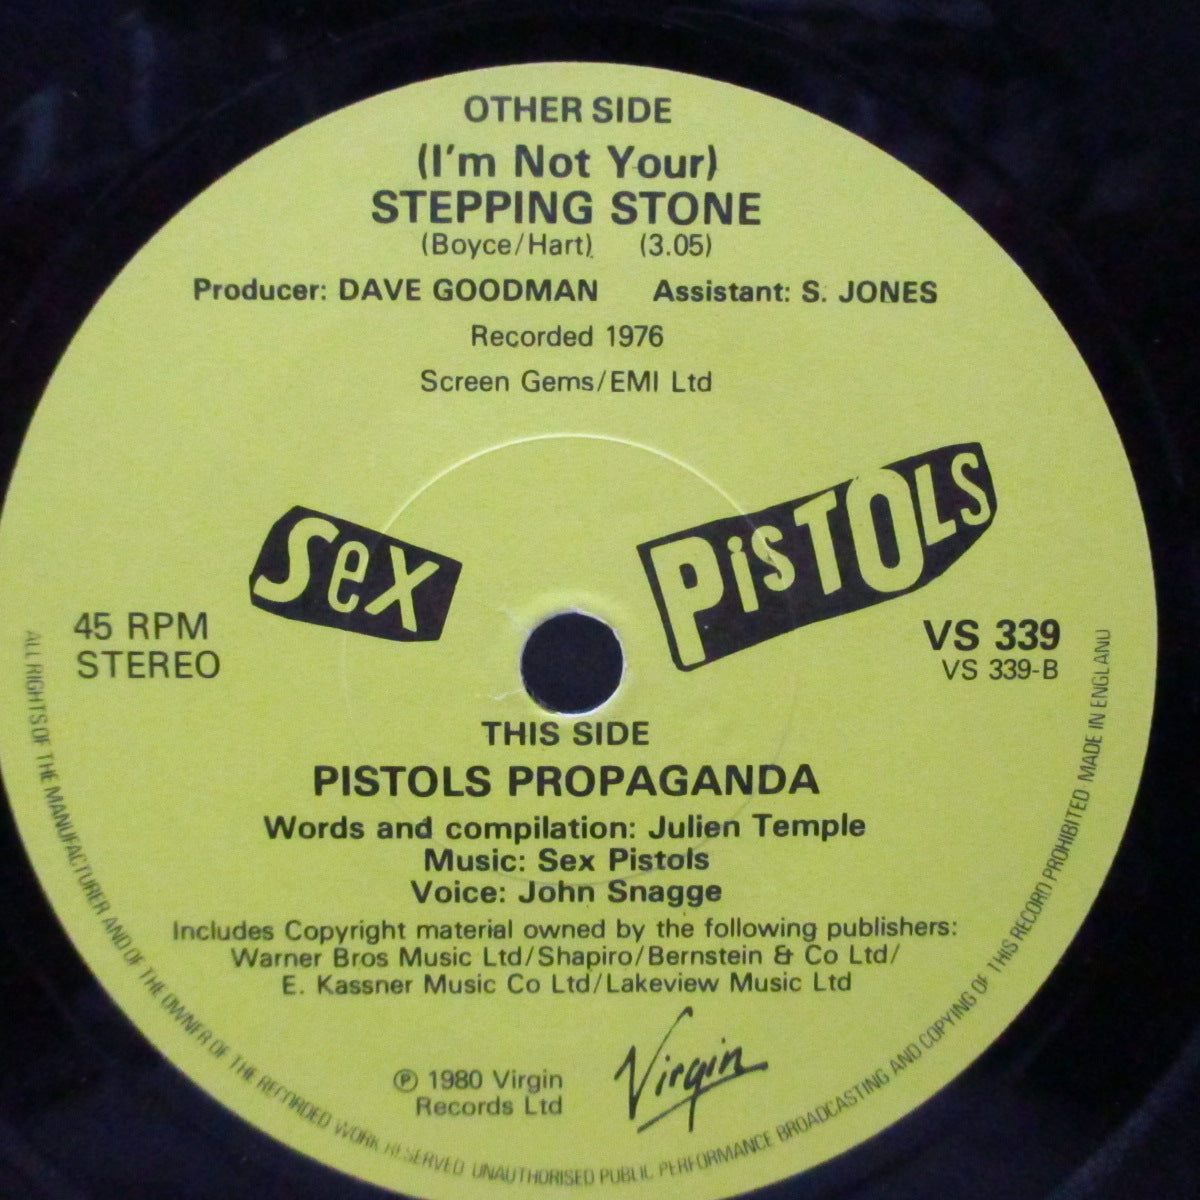 OTHER SIDE
(I'm Not Your)
STEPPING STONE
(Boyce/Hart) (3.05)
Producer: DAVE GOODMAN Assistant: S. JONES
Recorded 1976
Screen Gems/EMI Ltd
Sex PiSTOLS
45 RPM
STEREO
VS 339
VS 339-B
THIS SIDE
PISTOLS PROPAGANDA
Words and compilation: Julien Temple
Music: Sex Pistols
Voice: John Snagge
Includes Copyright material owned by the following publishers:
Warner Bros Music Ltd/Shapiro/Bernstein & Co Ltd/
E. Kassner Music Co Ltd/Lakeview Music Ltd
℗ 1980 Virgin
Records Ltd
Virgin
ALL RIGHTS OF THE MANUFACTURER AND OF THE OWNER OF THE RECORDED WORK RESERVED UNAUTHORISED PUBLIC PERFORMANCE BROADCASTING AND COPYING OF THIS RECORD PROHIBITED MADE IN ENGLAND